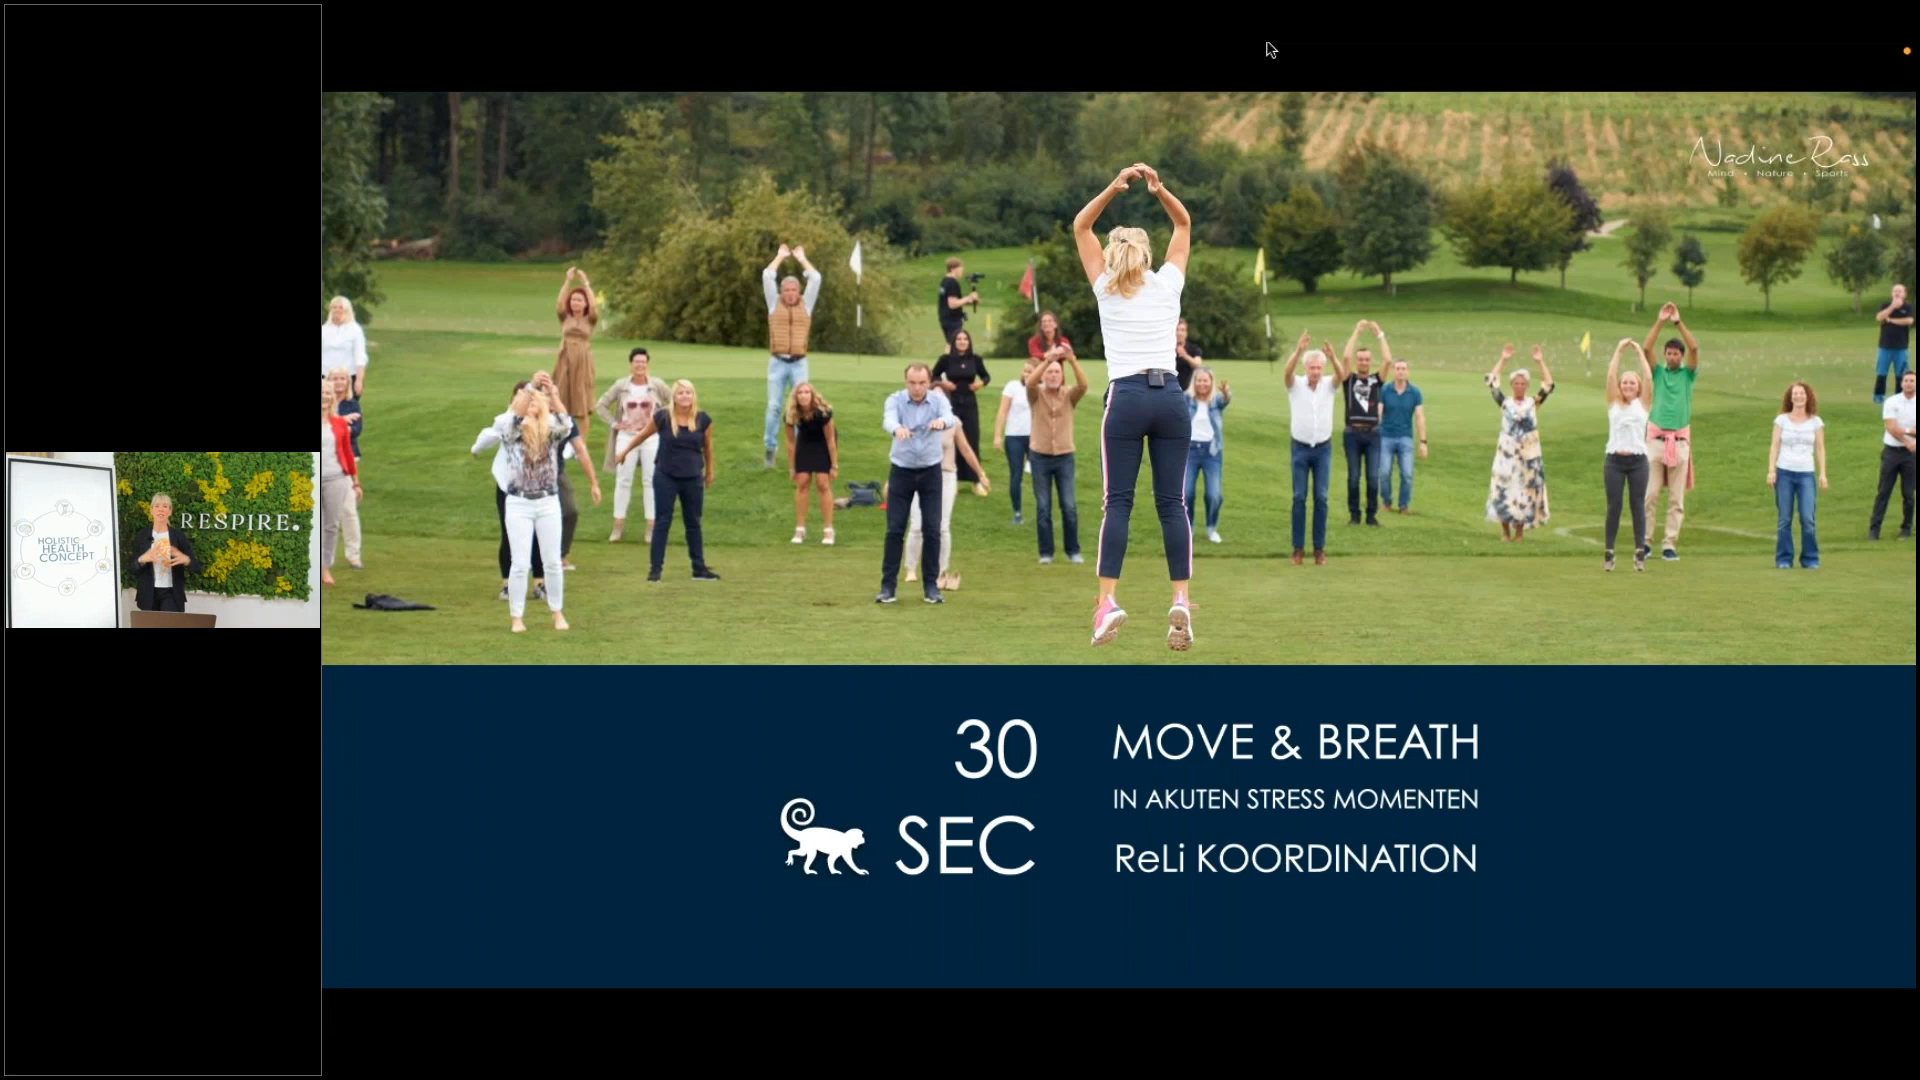 HOLISTIC
HEALTH
CONCEPT
RESPIRE.
Nadine Rass
Mind • Nature • Sports
30
SEC
MOVE & BREATH
IN AKUTEN STRESS MOMENTEN
ReLi KOORDINATION